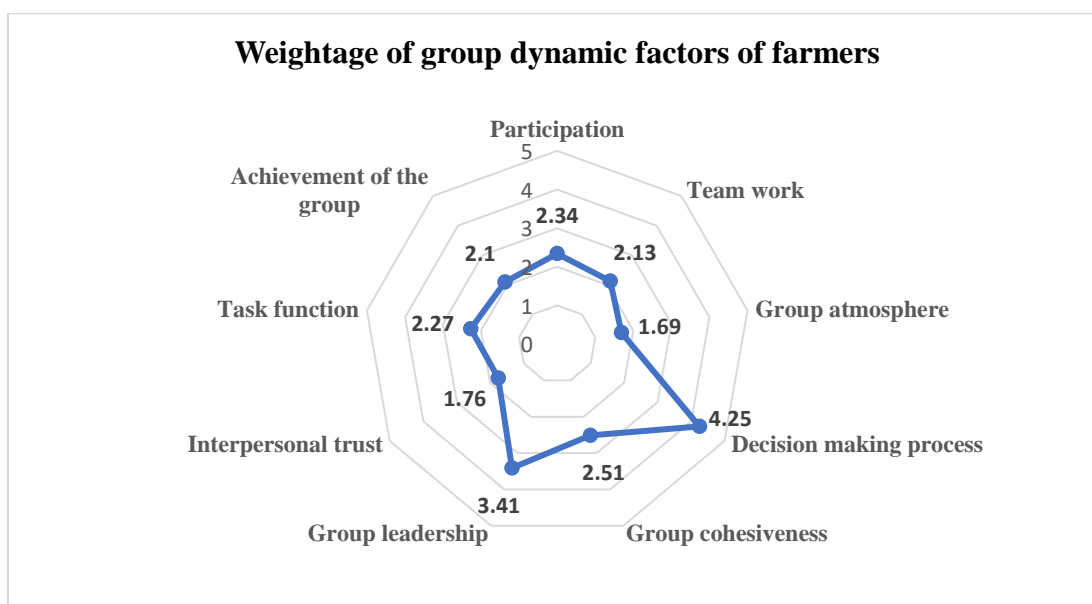 Weightage of group dynamic factors of farmers
Participation
5
Achievement of the
group
Team work
4
3
2.34
2.1
2.13
2
Task function
2.27
1
1.69
Group atmosphere
0
1.76
4.25
Interpersonal trust
Decision making process
2.51
3.41
Group leadership
Group cohesiveness